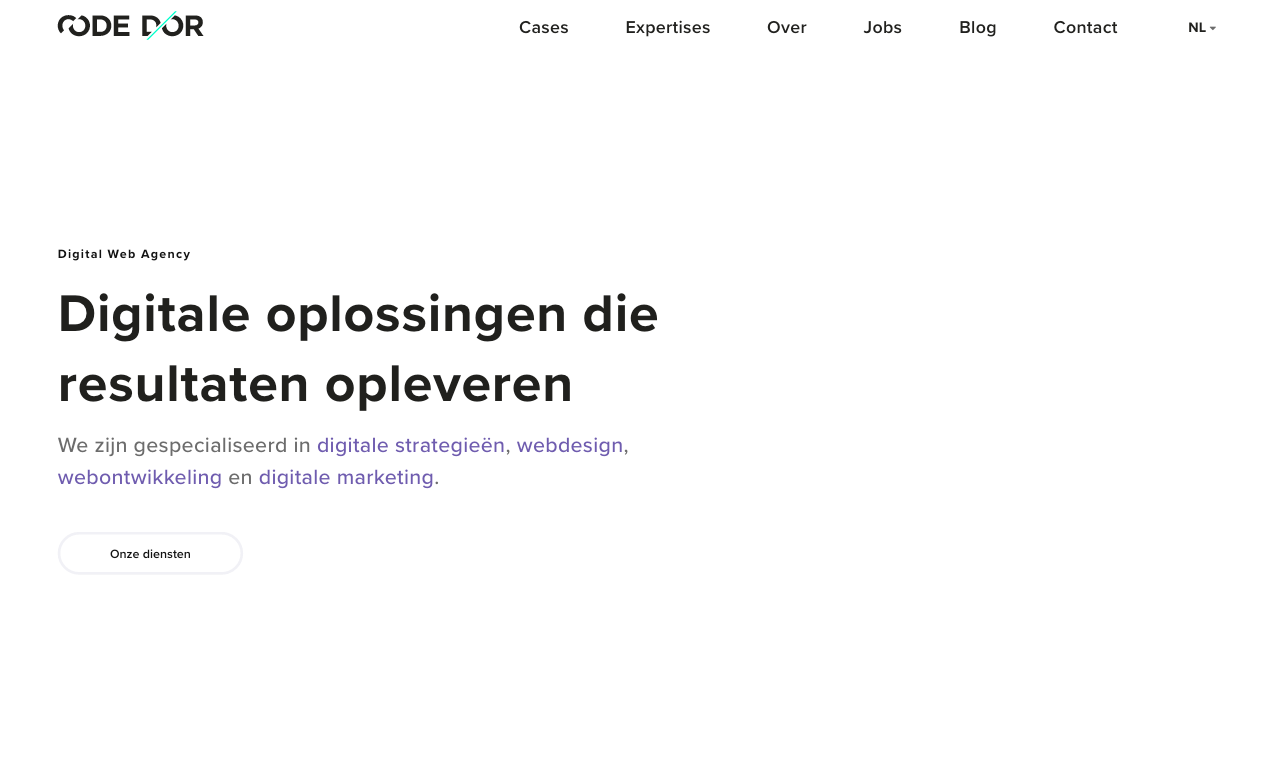 CODE D'OR
Cases
Expertises
Over
Jobs
Blog
Contact
NL
Digital Web Agency
Digitale oplossingen die
resultaten opleveren
We zijn gespecialiseerd in digitale strategieën, webdesign,
webontwikkeling en digitale marketing.
Onze diensten